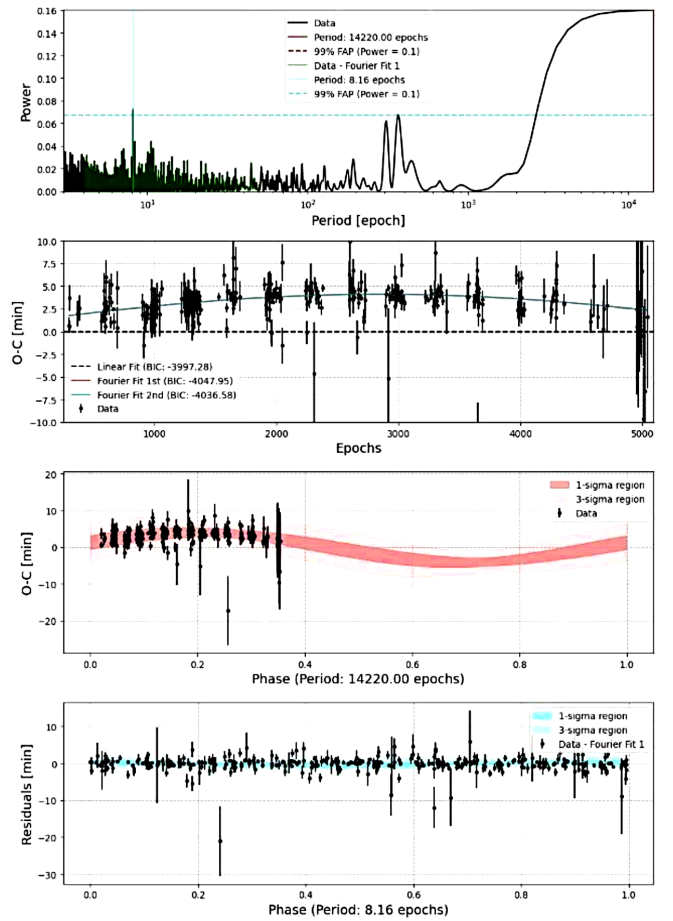 0.16
0.14
0.12
0.10
0.08
0.06
0.04
0.02
0.00
Power
Data
Period: 14220.00 epochs
99% FAP (Power = 0.1)
Data - Fourier Fit 1
Period: 8.16 epochs
99% FAP (Power = 0.1)
10¹ 10² 10³ 10⁴
Period [epoch]
10.0
7.5
5.0
2.5
0.0
−2.5
−5.0
−7.5
−10.0
O-C [min]
Linear Fit (BIC: -3997.28)
Fourier Fit 1st (BIC: -4047.95)
Fourier Fit 2nd (BIC: -4036.58)
Data
1000 2000 3000 4000 5000
Epochs
20
10
0
−10
−20
O-C [min]
1-sigma region
3-sigma region
Data
0.0 0.2 0.4 0.6 0.8 1.0
Phase (Period: 14220.00 epochs)
10
0
−10
−20
−30
Residuals [min]
1-sigma region
3-sigma region
Data - Fourier Fit 1
0.0 0.2 0.4 0.6 0.8 1.0
Phase (Period: 8.16 epochs)